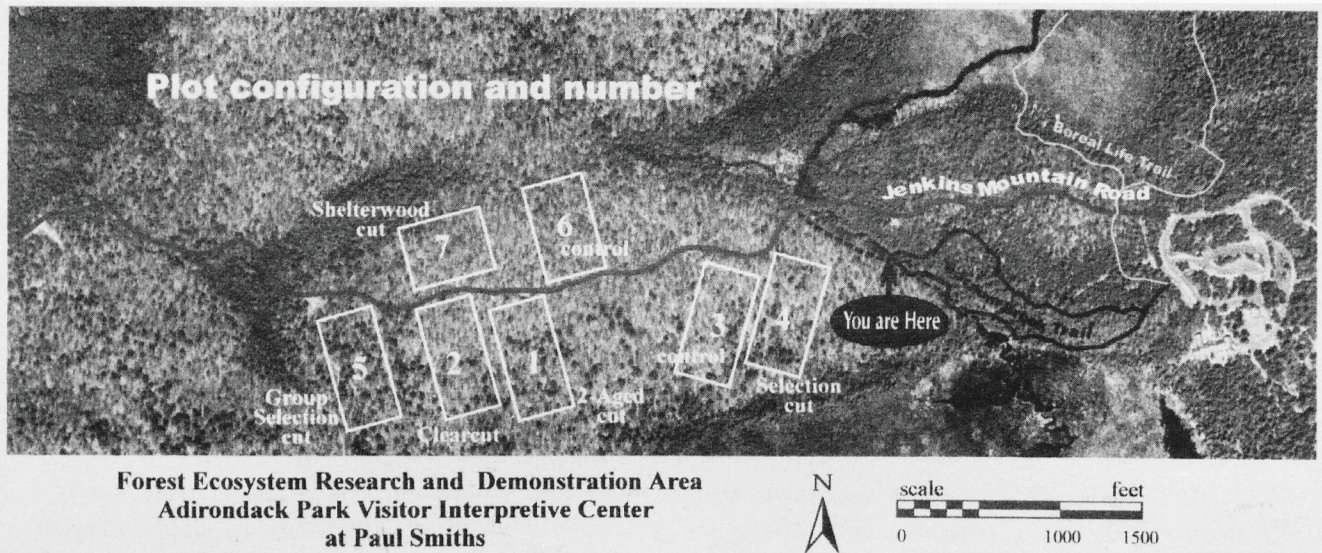 Plot configuration and number
Boreal Life Trail
Jenkins Mountain Road
Shelterwood
cut
7
6
control
You are Here
Trail
3
control
4
Selection
cut
5
Group
Selection
cut
2
Clearcut
1
2-Aged
cut
Forest Ecosystem Research and Demonstration Area
Adirondack Park Visitor Interpretive Center
at Paul Smiths
N
scale feet
0 1000 1500